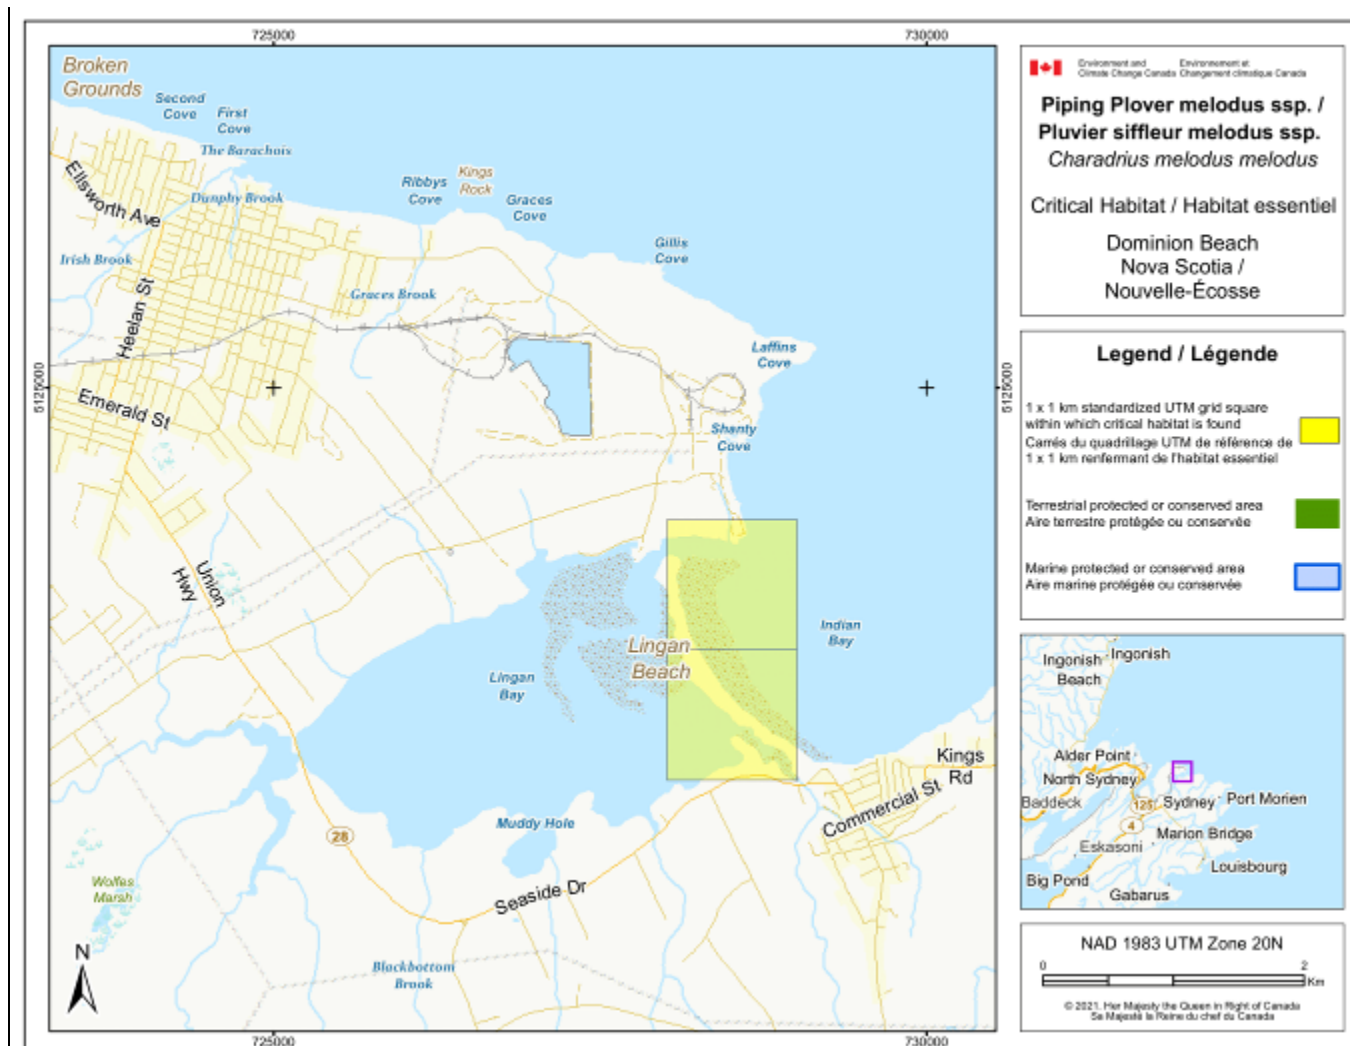 725000
730000
Broken
Grounds
Second
Cove
First
Cove
The Barachois
Ellsworth Ave
Dunphy Brook
Ribbys
Cove
Kings
Rock
Graces
Cove
Gillis
Cove
Irish Brook
Heelan St
Graces Brook
Laffins
Cove
5125000
5125000
Emerald St
Shanty
Cove
Union
Hwy
Indian
Bay
Lingan
Beach
Lingan
Bay
Kings
Rd
Commercial St
28
Muddy Hole
Seaside Dr
Wolfes
Marsh
N
Blackbottom
Brook
725000
730000
Environment and
Climate Change Canada
Environnement et
Changement climatique Canada
Piping Plover melodus ssp. /
Pluvier siffleur melodus ssp.
Charadrius melodus melodus
Critical Habitat / Habitat essentiel
Dominion Beach
Nova Scotia /
Nouvelle-Écosse
Legend / Légende
1 x 1 km standardized UTM grid square
within which critical habitat is found
Carrés du quadrillage UTM de référence de
1 x 1 km renfermant de l'habitat essentiel
Terrestrial protected or conserved area
Aire terrestre protégée ou conservée
Marine protected or conserved area
Aire marine protégée ou conservée
Ingonish
Ingonish
Beach
Alder Point
North Sydney
Baddeck
125
Sydney
Port Morien
4
Marion Bridge
Eskasoni
Louisbourg
Big Pond
Gabarus
NAD 1983 UTM Zone 20N
0
2
Km
© 2021. Her Majesty the Queen in Right of Canada
Sa Majesté la Reine du chef du Canada